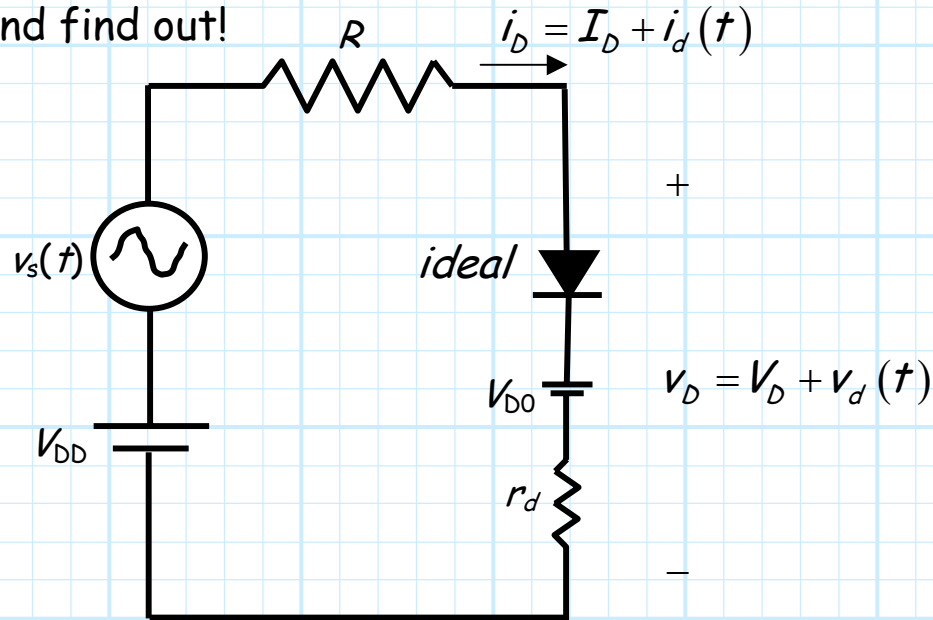 nd find out!
R
i_D = I_D + i_d (t)
+
v_s(t)
ideal
V_D0
v_D = V_D + v_d (t)
V_DD
r_d
−